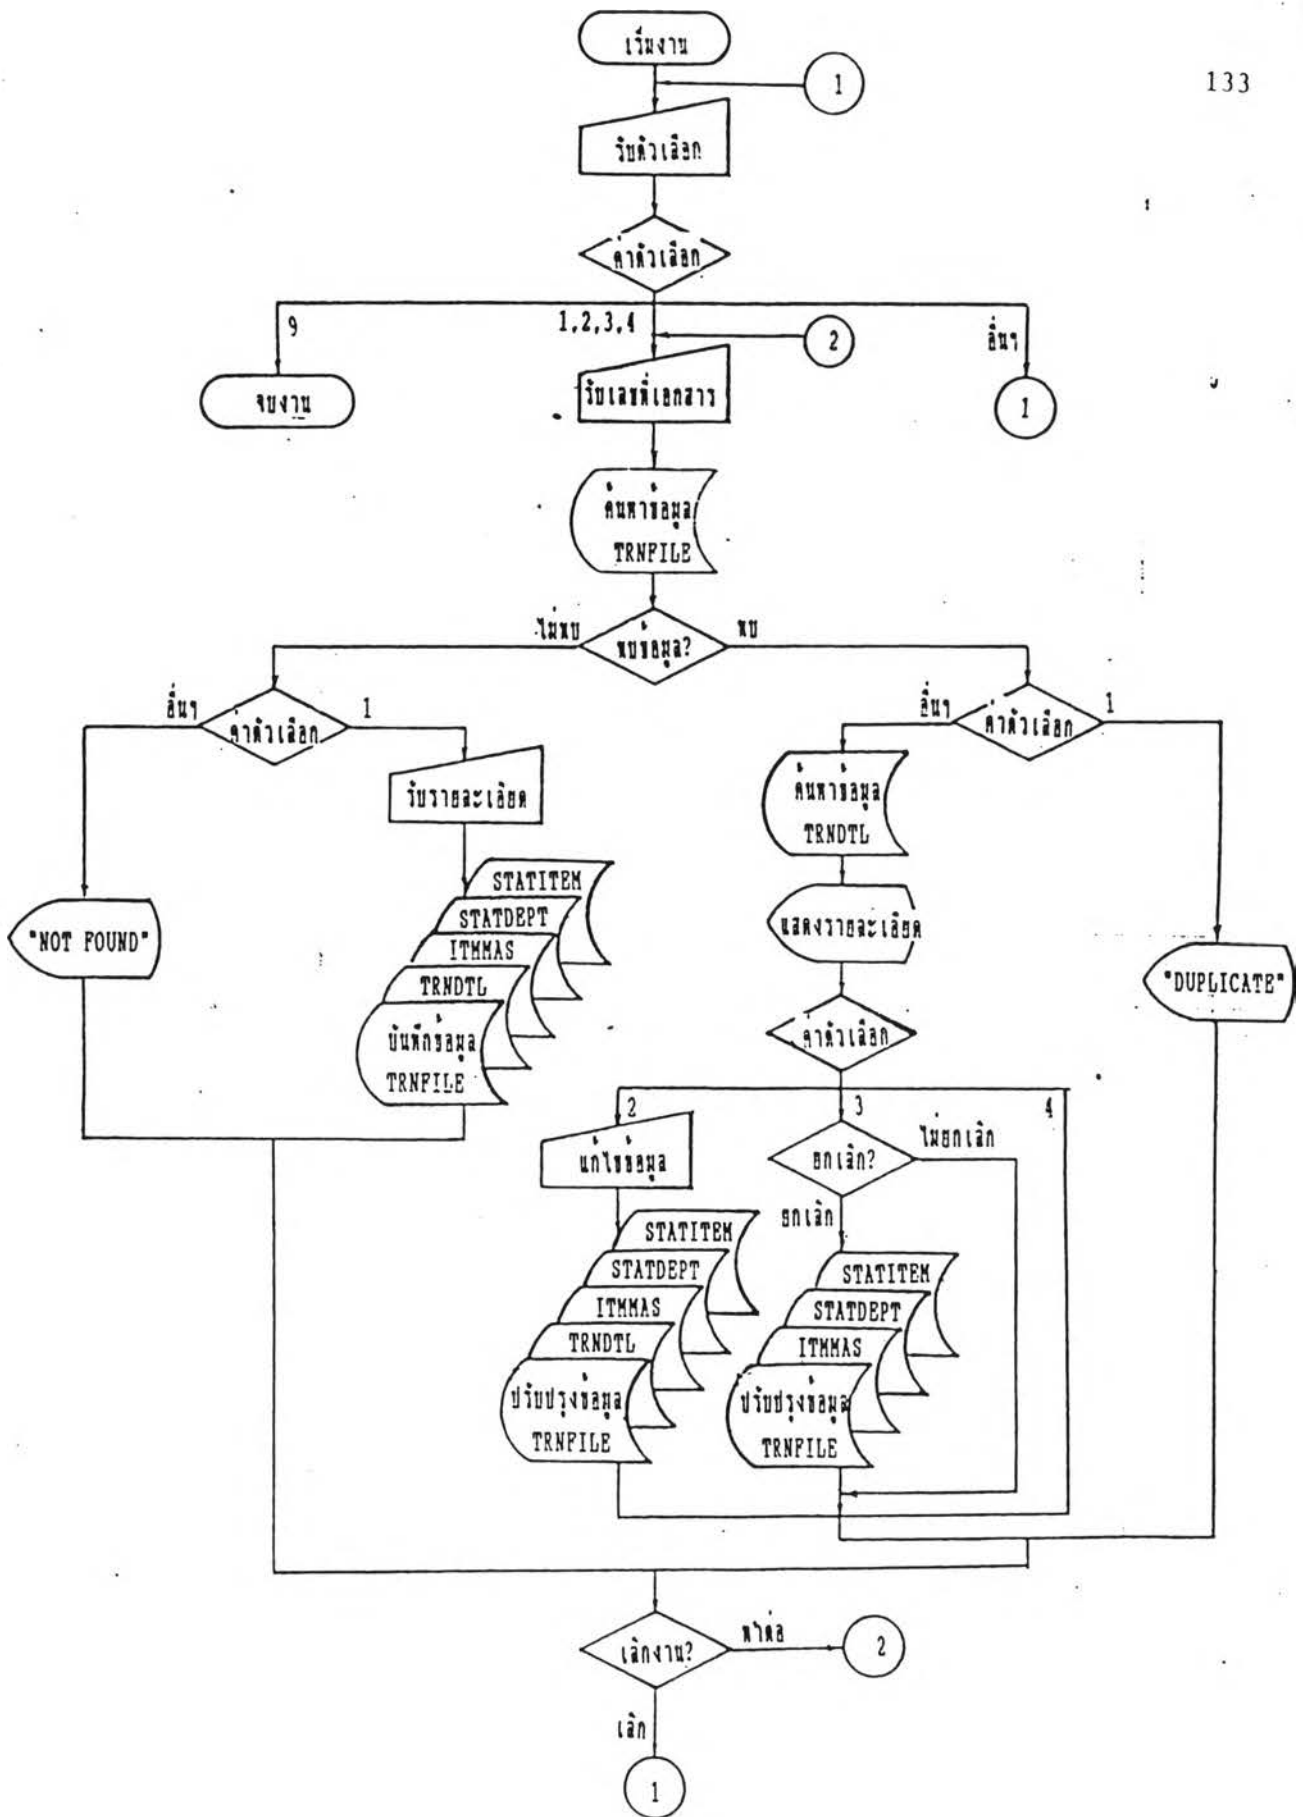 133
เริ่มงาน
1
รับตัวเลือก
ค่าตัวเลือก
9
1,2,3,4
อื่นๆ
2
จบงาน
รับเลขที่เอกสาร
1
ค้นหาข้อมูล
TRNFILE
ไม่พบ
พบข้อมูล?
พบ
อื่นๆ
ค่าตัวเลือก
1
อื่นๆ
ค่าตัวเลือก
1
รับรายละเอียด
ค้นหาข้อมูล
TRNDTL
STATITEM
STATDEPT
ITMMAS
TRNDTL
บันทึกข้อมูล
TRNFILE
"NOT FOUND"
แสดงรายละเอียด
"DUPLICATE"
ค่าตัวเลือก
2
3
4
แก้ไขข้อมูล
ยกเลิก?
ไม่ยกเลิก
ยกเลิก
STATITEM
STATDEPT
ITMMAS
TRNDTL
ปรับปรุงข้อมูล
TRNFILE
STATITEM
STATDEPT
ITMMAS
ปรับปรุงข้อมูล
TRNFILE
เลิกงาน?
ทำต่อ
2
เลิก
1